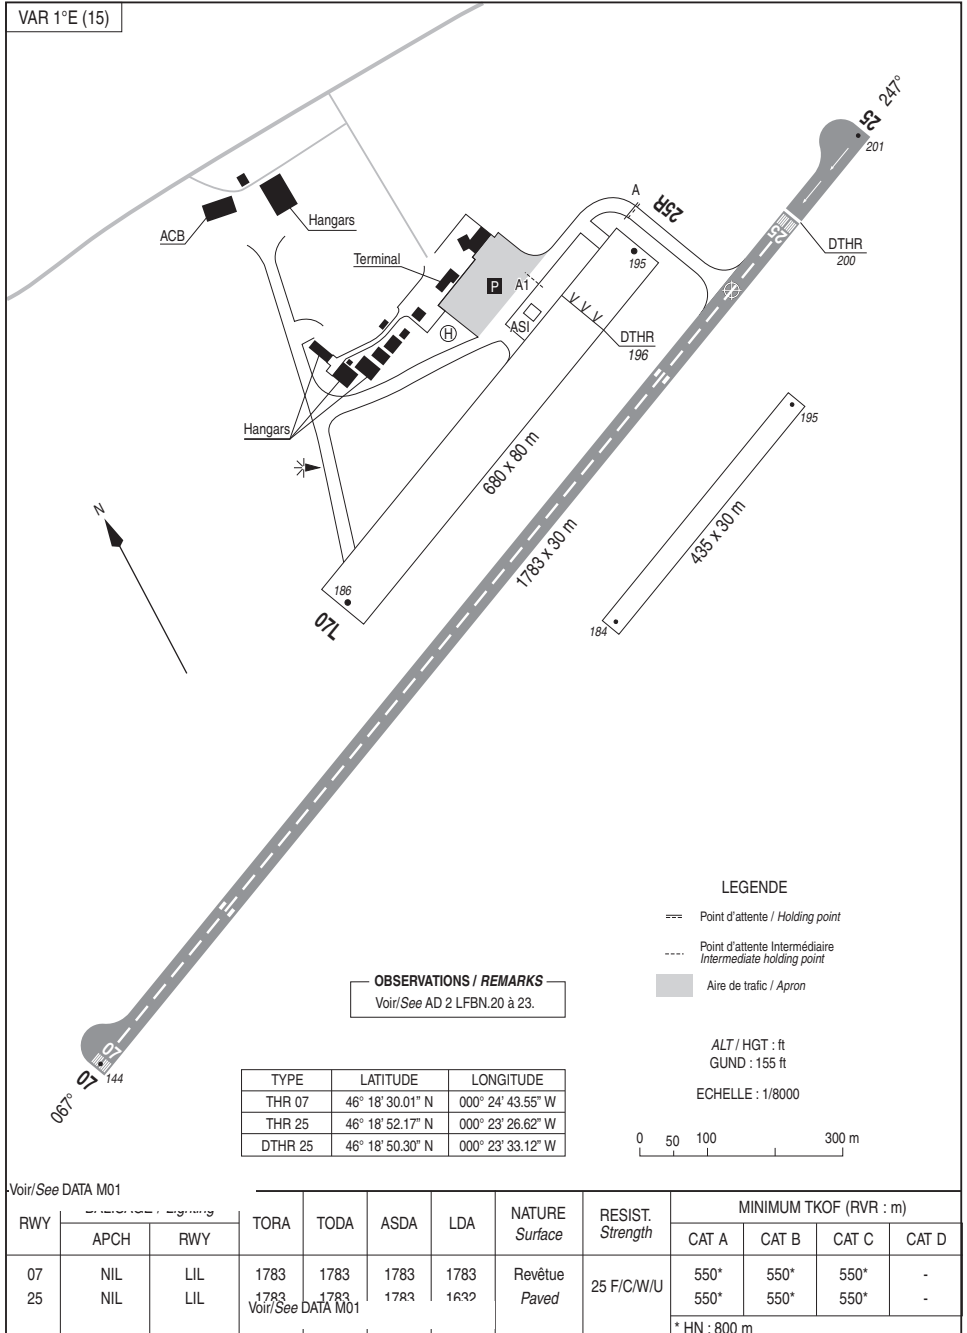 VAR 1°E (15)
25 247°
201
A
25R
Hangars
ACB
DTHR
200
25
195
Terminal
P
A1
ASI
H
DTHR
196
Hangars
195
680 x 80 m
435 x 30 m
1783 x 30 m
N
186
07L
184
LEGENDE
Point d'attente / Holding point
Point d'attente Intermédiaire
Intermediate holding point
Aire de trafic / Apron
OBSERVATIONS / REMARKS
Voir/See AD 2 LFBN.20 à 23.
07
144
067° 07
ALT / HGT : ft
GUND : 155 ft
ECHELLE : 1/8000
TYPE LATITUDE LONGITUDE
THR 07 46° 18' 30.01" N 000° 24' 43.55" W
THR 25 46° 18' 52.17" N 000° 23' 26.62" W
DTHR 25 46° 18' 50.30" N 000° 23' 33.12" W
0 50 100 300 m
Voir/See DATA M01
RWY TORA TODA ASDA LDA NATURE Surface RESIST. Strength MINIMUM TKOF (RVR : m)
APCH RWY CAT A CAT B CAT C CAT D
07 NIL LIL 1783 1783 1783 1783 Revêtue 25 F/C/W/U 550* 550* 550* -
25 NIL LIL 1783 1783 1783 1632 Paved 550* 550* 550* -
Voir/See DATA M01
* HN : 800 m